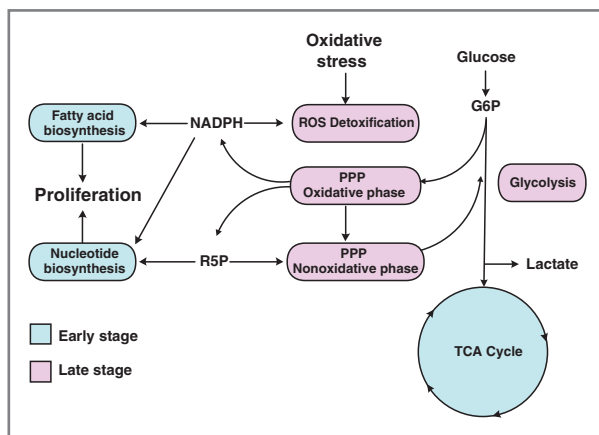 Oxidative
stress
Glucose
Fatty acid
biosynthesis
NADPH
ROS Detoxification
G6P
Proliferation
PPP
Oxidative phase
Glycolysis
Nucleotide
biosynthesis
R5P
PPP
Nonoxidative phase
Lactate
Early stage
Late stage
TCA Cycle